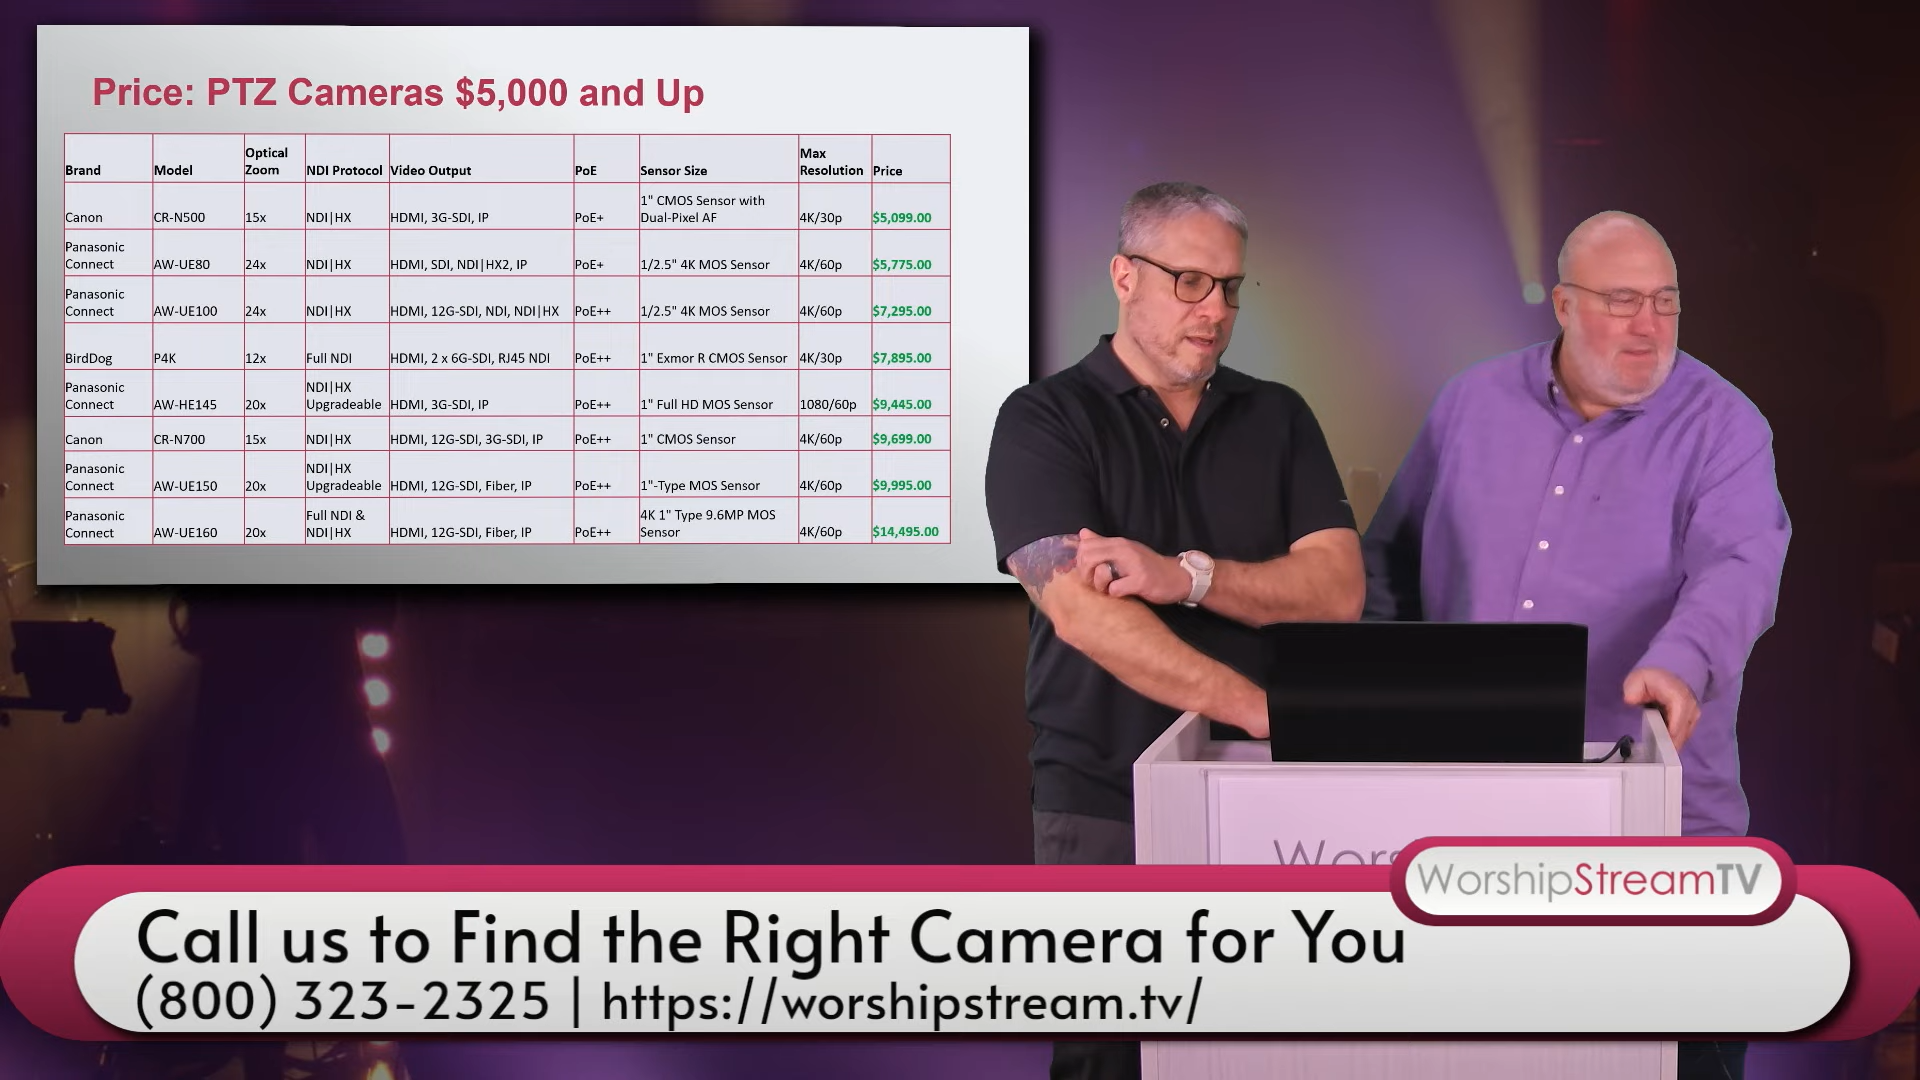 Price: PTZ Cameras $5,000 and Up
Brand Model Optical Zoom NDI Protocol Video Output PoE Sensor Size Max Resolution Price
Canon CR-N500 15x NDI|HX HDMI, 3G-SDI, IP PoE+ 1" CMOS Sensor with Dual-Pixel AF 4K/30p $5,099.00
Panasonic Connect AW-UE80 24x NDI|HX HDMI, SDI, NDI|HX2, IP PoE+ 1/2.5" 4K MOS Sensor 4K/60p $5,775.00
Panasonic Connect AW-UE100 24x NDI|HX HDMI, 12G-SDI, NDI, NDI|HX PoE++ 1/2.5" 4K MOS Sensor 4K/60p $7,295.00
BirdDog P4K 12x Full NDI HDMI, 2 x 6G-SDI, RJ45 NDI PoE++ 1" Exmor R CMOS Sensor 4K/30p $7,895.00
Panasonic Connect AW-HE145 20x NDI|HX Upgradeable HDMI, 3G-SDI, IP PoE++ 1" Full HD MOS Sensor 1080/60p $9,445.00
Canon CR-N700 15x NDI|HX HDMI, 12G-SDI, 3G-SDI, IP PoE++ 1" CMOS Sensor 4K/60p $9,699.00
Panasonic Connect AW-UE150 20x NDI|HX Upgradeable HDMI, 12G-SDI, Fiber, IP PoE++ 1"-Type MOS Sensor 4K/60p $9,995.00
Panasonic Connect AW-UE160 20x Full NDI & NDI|HX HDMI, 12G-SDI, Fiber, IP PoE++ 4K 1" Type 9.6MP MOS Sensor 4K/60p $14,495.00
WorshipStreamTV
Call us to Find the Right Camera for You
(800) 323-2325 | https://worshipstream.tv/